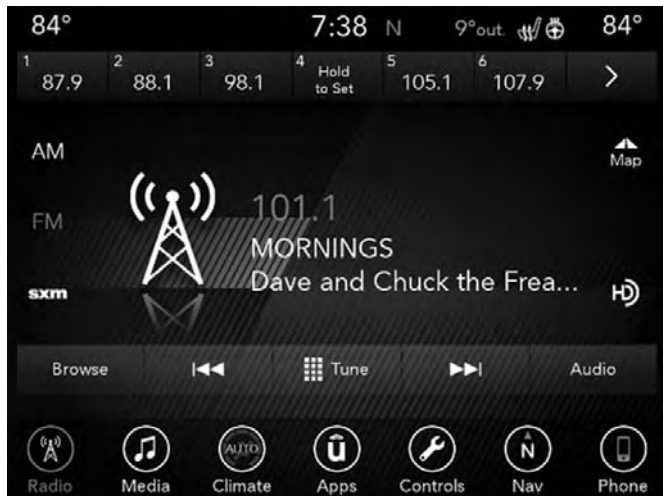 84° 7:38 N 9°out. 84°
1 87.9 2 88.1 3 98.1 4 Hold to Set 5 105.1 6 107.9
AM
Map
FM
101.1
MORNINGS
Dave and Chuck the Frea...
sxm
HD
Browse Tune Audio
AUTO û N
Radio Media Climate Apps Controls Nav Phone